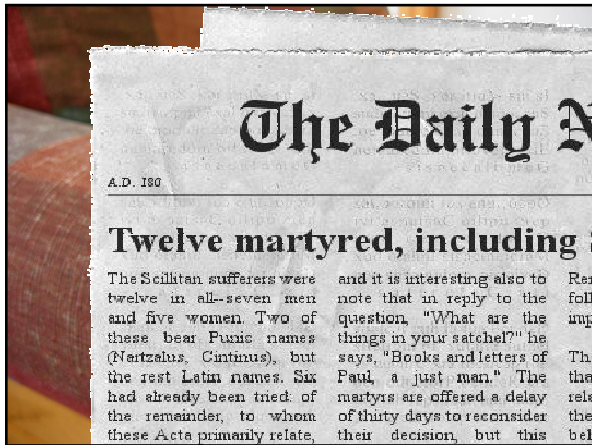 The Daily N
A.D. 180
Twelve martyred, including
The Scillitan sufferers were
twelve in all--seven men
and five women. Two of
these bear Punic names
(Nartzalus, Cintinus), but
the rest Latin names. Six
had already been tried: of
the remainder, to whom
these Acta primarily relate,
and it is interesting also to
note that in reply to the
question, "What are the
things in your satchel?" he
says, "Books and letters of
Paul, a just man." The
martyrs are offered a delay
of thirty days to reconsider
their decision, but this